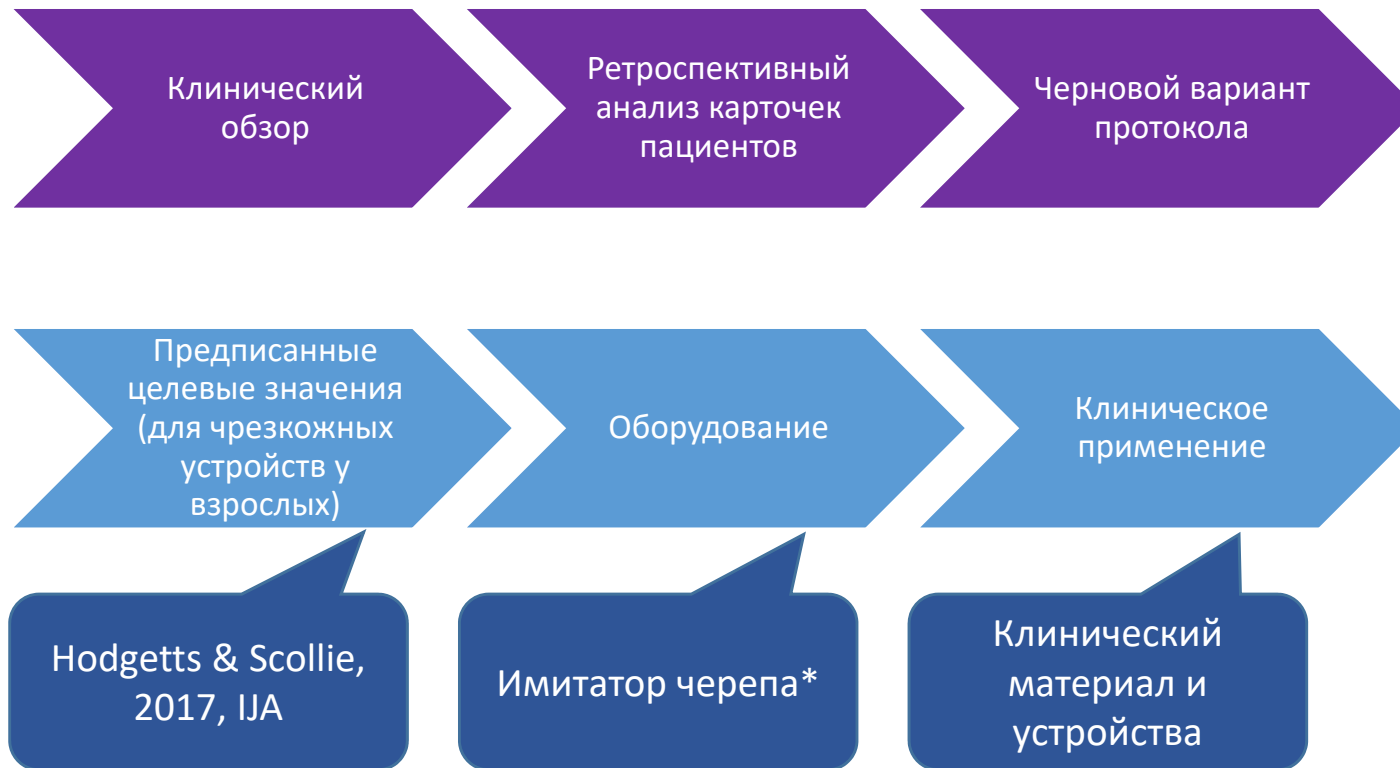 Клинический
обзор
Ретроспективный
анализ карточек
пациентов
Черновой вариант
протокола
Предписанные
целевые значения
(для чрезкожных
устройств у
взрослых)
Оборудование
Клиническое
применение
Hodgetts & Scollie,
2017, IJA
Имитатор черепа*
Клинический
материал и
устройства